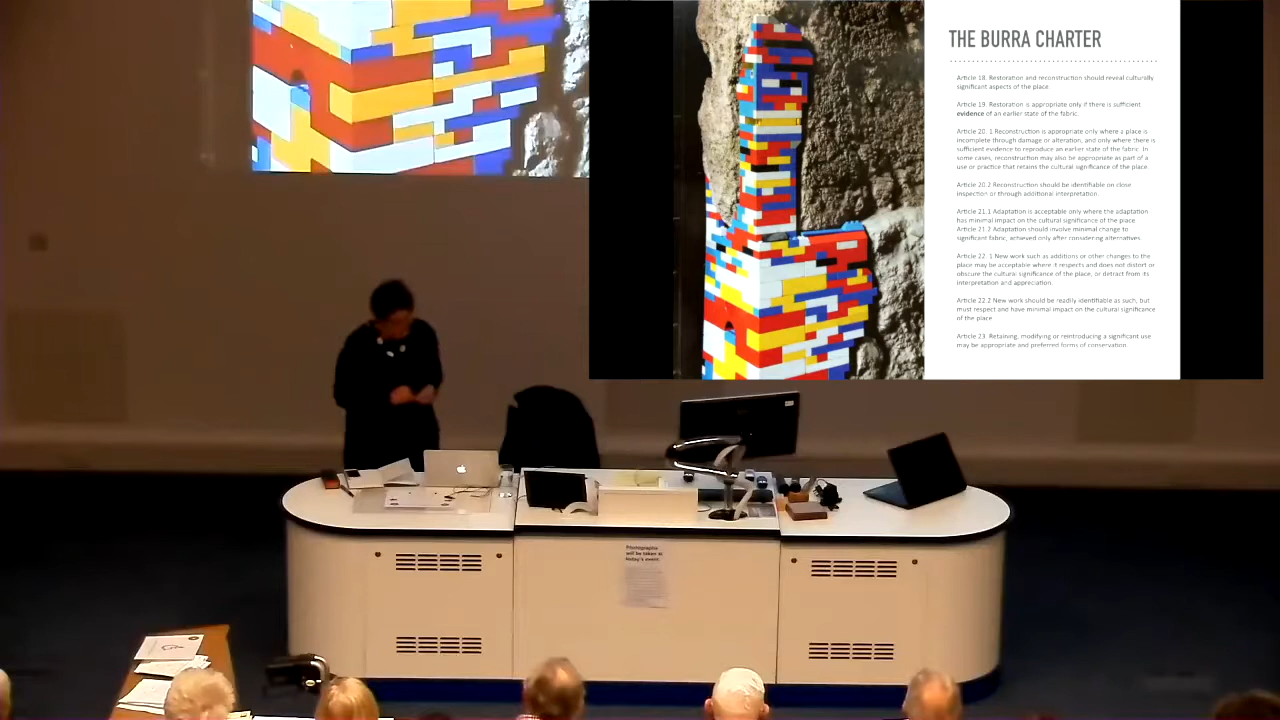 THE BURRA CHARTER
Article 18. Restoration and reconstruction should reveal culturally
significant aspects of the place.
Article 19. Restoration is appropriate only if there is sufficient
evidence of an earlier state of the fabric.
Article 20. 1 Reconstruction is appropriate only where a place is
incomplete through damage or alteration, and only where there is
sufficient evidence to reproduce an earlier state of the fabric. In
some cases, reconstruction may also be appropriate as part of a
use or practice that retains the cultural significance of the place
Article 20.2 Reconstruction should be identifiable on close
inspection or through additional interpretation.
Article 21.1 Adaptation is acceptable only where the adaptation
has minimal impact on the cultural significance of the place
Article 21.2 Adaptation should involve minimal change to
significant fabric, achieved only after considering alternatives.
Article 22 .1 New work such as additions or other changes to the
place may be acceptable where it respects and does not distort or
obscure the cultural significance of the place, or detract from its
interpretation and appreciation.
Article 22.2 New work should be readily identifiable as such, but
must respect and have minimal impact on the cultural significance
of the place
Article 23. Retaining, modifying or reintroducing a significant use
may be appropriate and preferred forms of conservation.
Photographs
will be taken at
today's event.